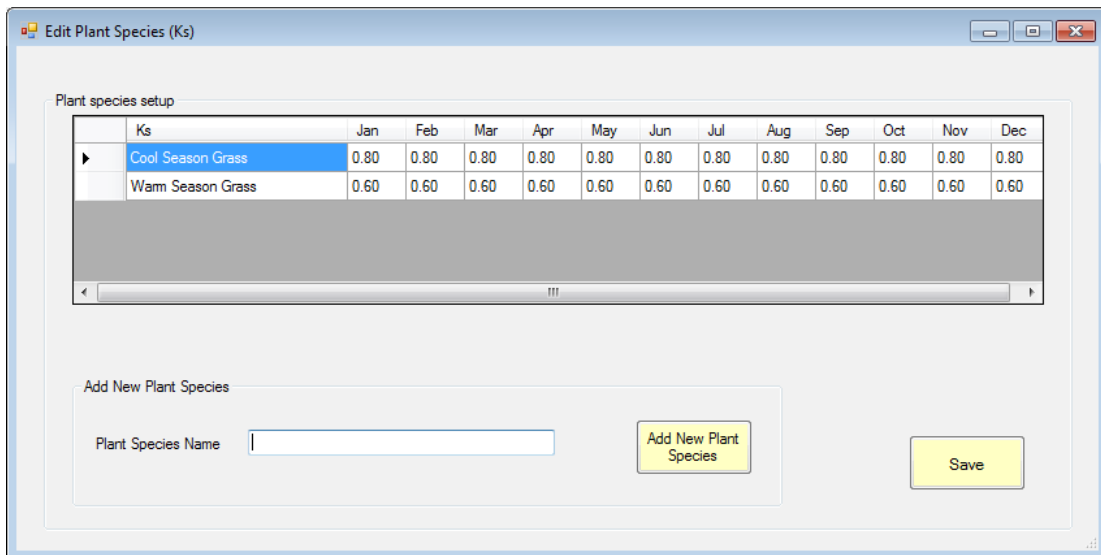 Edit Plant Species (Ks)
Plant species setup
Ks Jan Feb Mar Apr May Jun Jul Aug Sep Oct Nov Dec
Cool Season Grass 0.80 0.80 0.80 0.80 0.80 0.80 0.80 0.80 0.80 0.80 0.80 0.80
Warm Season Grass 0.60 0.60 0.60 0.60 0.60 0.60 0.60 0.60 0.60 0.60 0.60 0.60
Add New Plant Species
Plant Species Name
Add New Plant
Species
Save